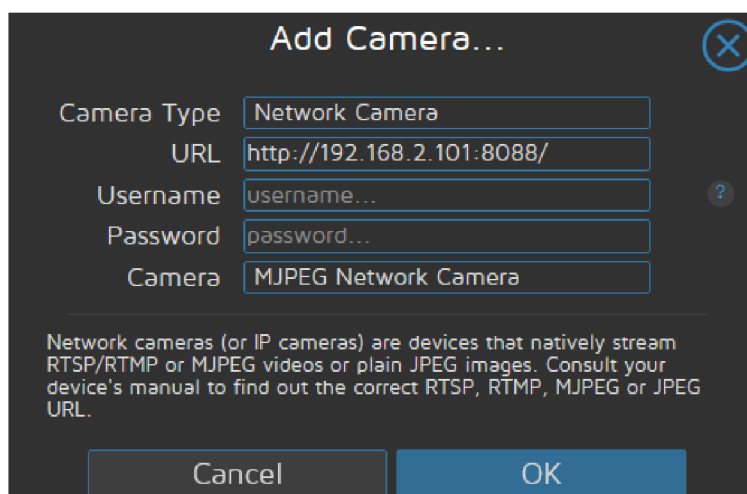 Add Camera...
Camera Type Network Camera
URL http://192.168.2.101:8088/
Username username...
?
Password password...
Camera MJPEG Network Camera
Network cameras (or IP cameras) are devices that natively stream
RTSP/RTMP or MJPEG videos or plain JPEG images. Consult your
device's manual to find out the correct RTSP, RTMP, MJPEG or JPEG
URL.
Cancel OK